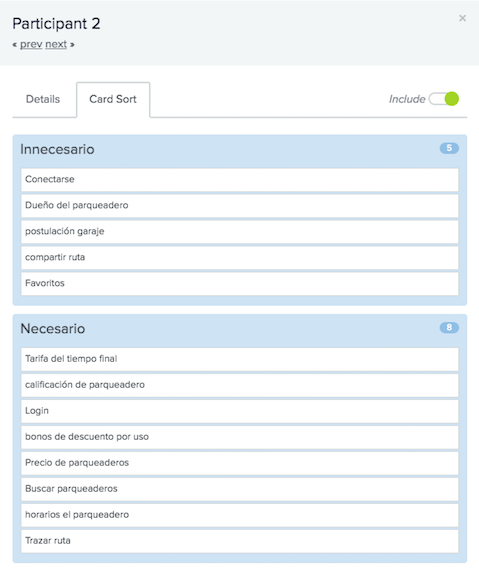 Participant 2
×
« prev next »
Details
Card Sort
Include
Innecesario
5
Conectarse
Dueño del parqueadero
postulación garaje
compartir ruta
Favoritos
Necesario
8
Tarifa del tiempo final
calificación de parqueadero
Login
bonos de descuento por uso
Precio de parqueaderos
Buscar parqueaderos
horarios el parqueadero
Trazar ruta